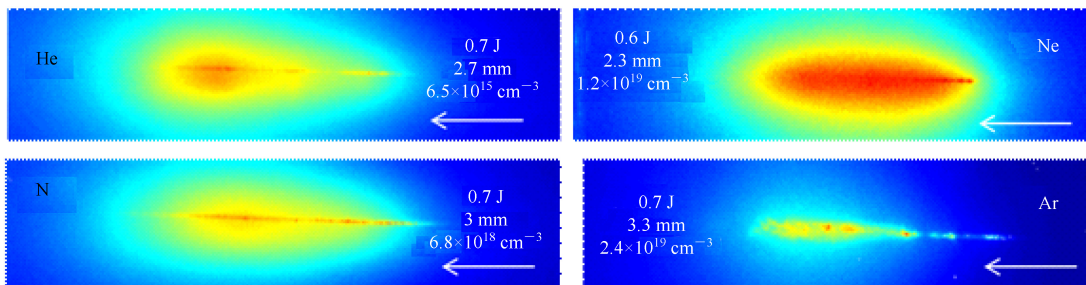 He
0.7 J
2.7 mm
6.5×10¹⁵ cm⁻³
Ne
0.6 J
2.3 mm
1.2×10¹⁹ cm⁻³
N
0.7 J
3 mm
6.8×10¹⁸ cm⁻³
Ar
0.7 J
3.3 mm
2.4×10¹⁹ cm⁻³